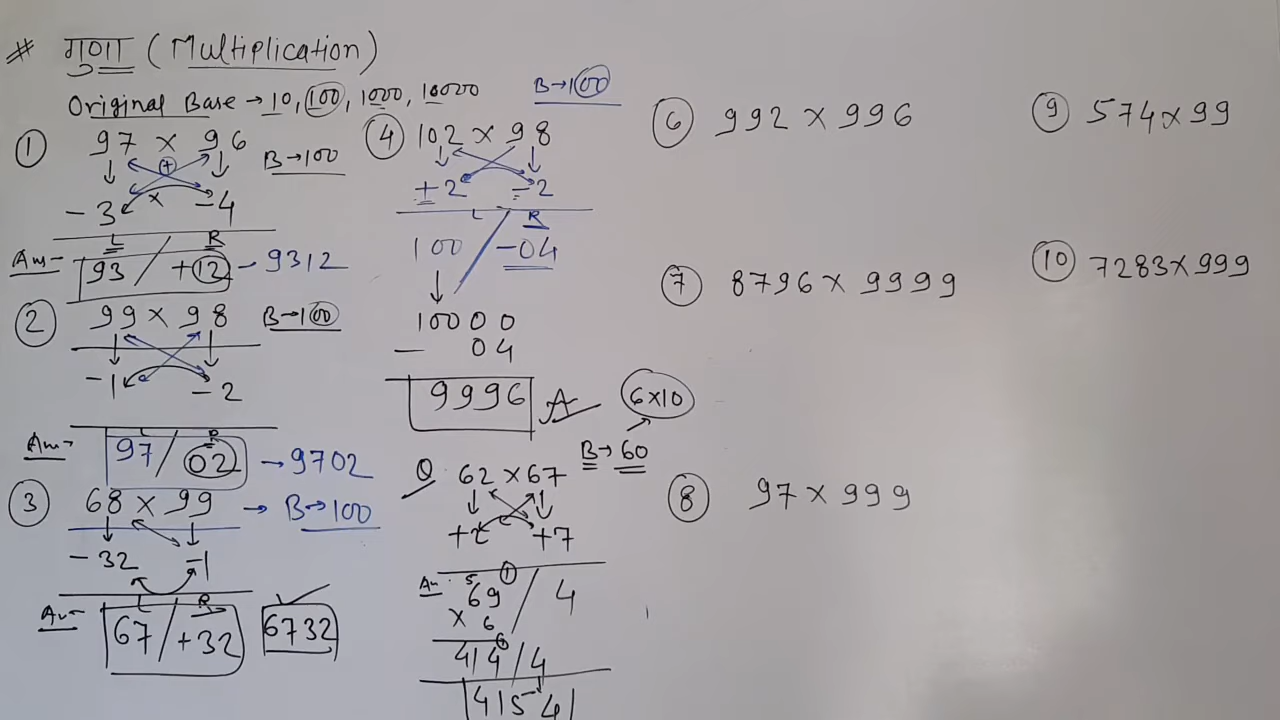 # गुणा (Multiplication)
Original Base → 10, 100, 1000, 10000
① 97 × 96
B→100
-3 × -4
L R
Ans- 93 / +12 - 9312
② 99 × 98 B→100
-1 -2
L R
Ans- 97 / 02 → 9702
③ 68 × 99 → B→100
-32 -1
L R
Ans- 67 / +32 6732
B→100
④ 102 × 98
+2 -2
L R
100 / -04
10000
- 04
9996 A
6×10
B→60
Q 62 × 67
+2 +7
Ans. 69 / 4
× 6
414 / 4
4154
⑥ 992 × 996
⑦ 8796 × 9999
⑧ 97 × 999
⑨ 574 × 99
⑩ 7283 × 999